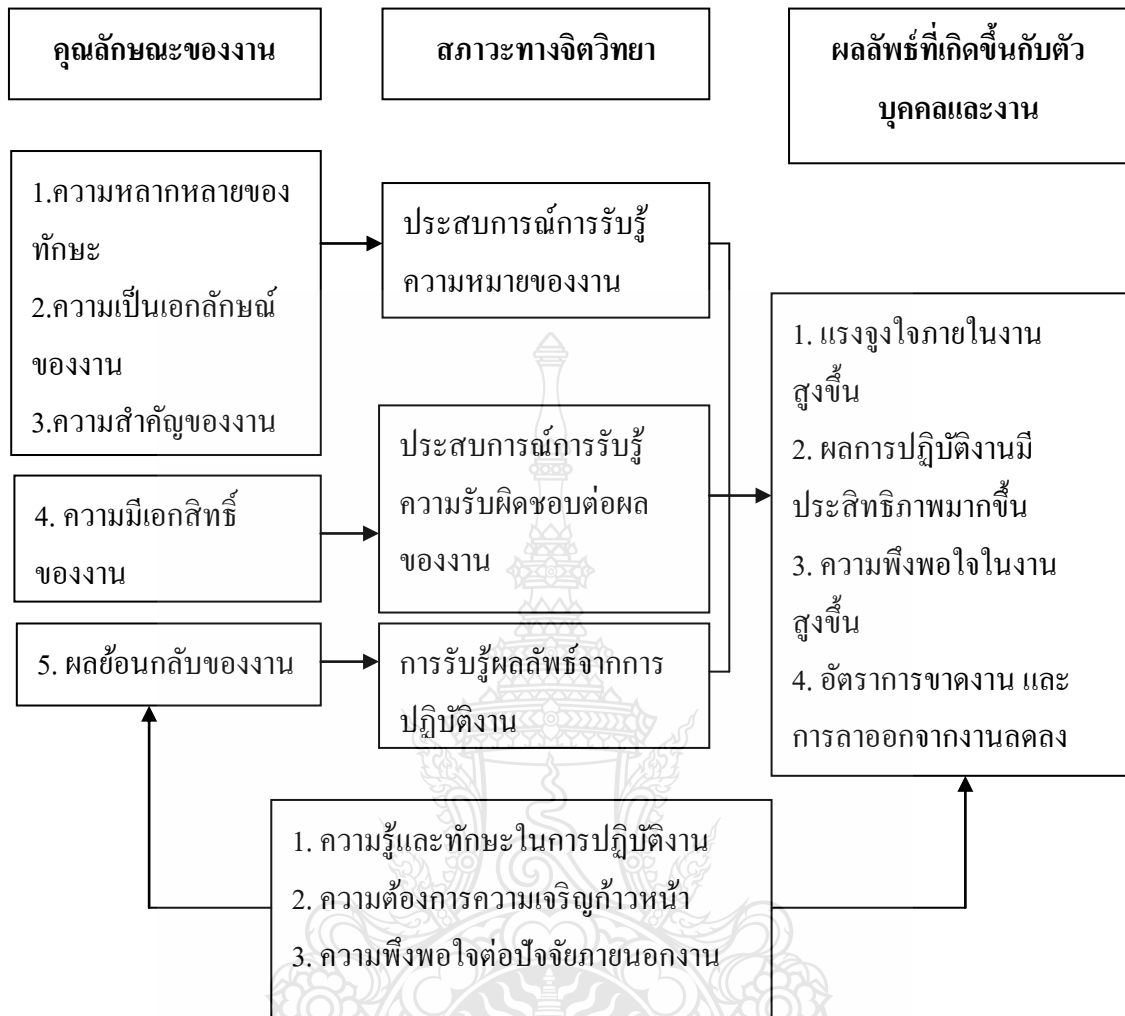 คุณลักษณะของงาน
สภาวะทางจิตวิทยา
ผลลัพธ์ที่เกิดขึ้นกับตัว
บุคคลและงาน
1.ความหลากหลายของ
ทักษะ
2.ความเป็นเอกลักษณ์
ของงาน
3.ความสำคัญของงาน
ประสบการณ์การรับรู้
ความหมายของงาน
4. ความมีเอกสิทธิ์
ของงาน
ประสบการณ์การรับรู้
ความรับผิดชอบต่อผล
ของงาน
5. ผลย้อนกลับของงาน
การรับรู้ผลลัพธ์จากการ
ปฏิบัติงาน
1. แรงจูงใจภายในงาน
สูงขึ้น
2. ผลการปฏิบัติงานมี
ประสิทธิภาพมากขึ้น
3. ความพึงพอใจในงาน
สูงขึ้น
4. อัตราการขาดงาน และ
การลาออกจากงานลดลง
1. ความรู้และทักษะในการปฏิบัติงาน
2. ความต้องการความเจริญก้าวหน้า
3. ความพึงพอใจต่อปัจจัยภายนอกงาน